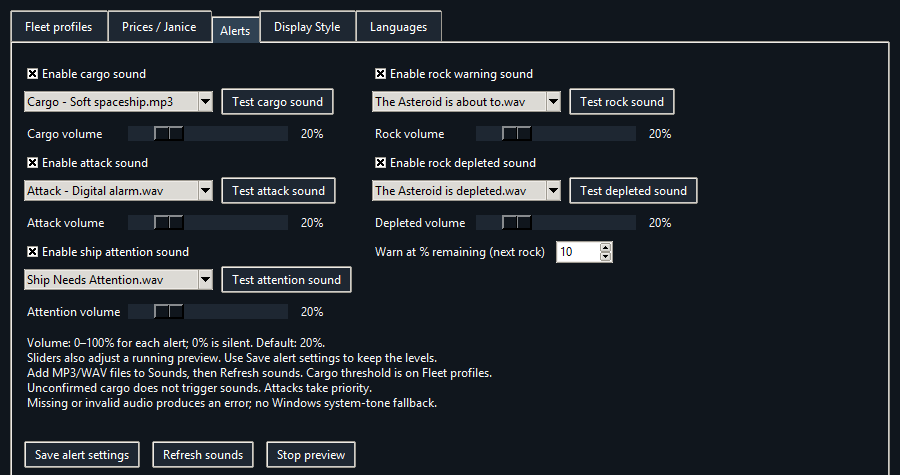 Fleet profiles
Prices / Janice
Alerts
Display Style
Languages
Enable cargo sound
Cargo - Soft spaceship.mp3
Test cargo sound
Cargo volume
20%
Enable attack sound
Attack - Digital alarm.wav
Test attack sound
Attack volume
20%
Enable ship attention sound
Ship Needs Attention.wav
Test attention sound
Attention volume
20%
Enable rock warning sound
The Asteroid is about to.wav
Test rock sound
Rock volume
20%
Enable rock depleted sound
The Asteroid is depleted.wav
Test depleted sound
Depleted volume
20%
Warn at % remaining (next rock)
10
Volume: 0–100% for each alert; 0% is silent. Default: 20%.
Sliders also adjust a running preview. Use Save alert settings to keep the levels.
Add MP3/WAV files to Sounds, then Refresh sounds. Cargo threshold is on Fleet profiles.
Unconfirmed cargo does not trigger sounds. Attacks take priority.
Missing or invalid audio produces an error; no Windows system-tone fallback.
Save alert settings
Refresh sounds
Stop preview